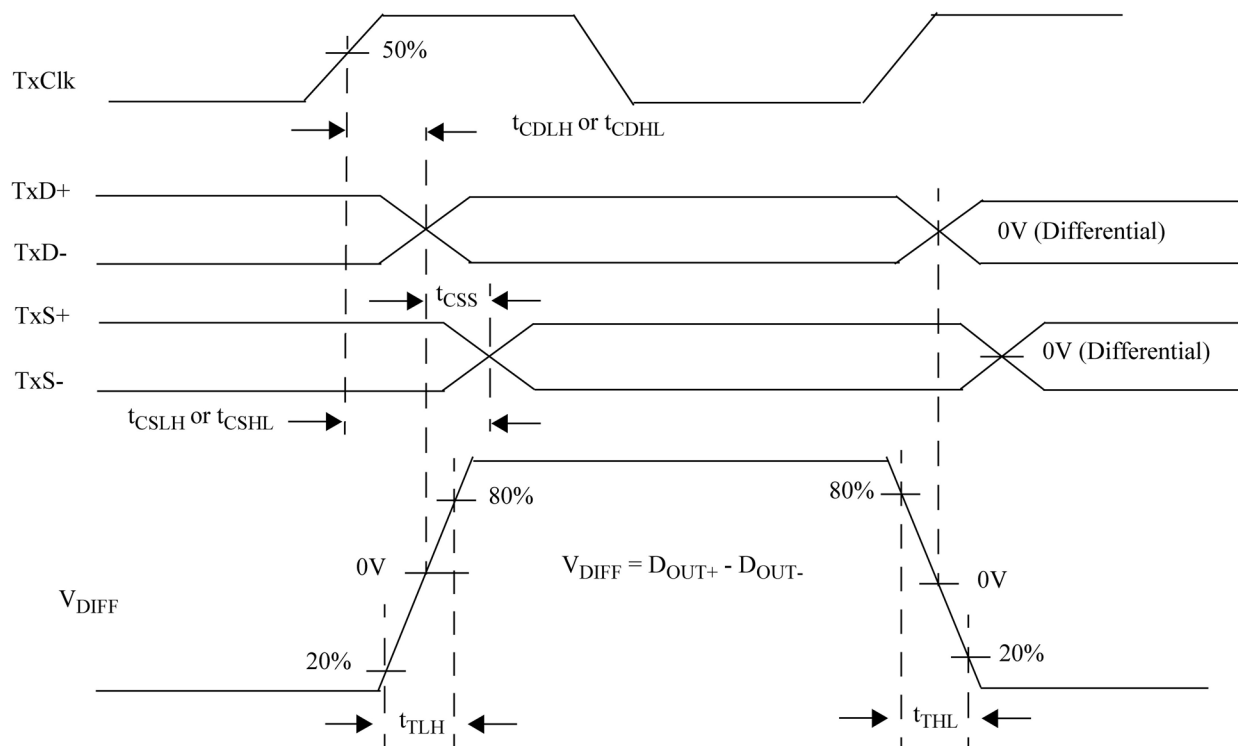 50%
TxClk
tCDLH or tCDHL
TxD+
0V (Differential)
TxD-
tCSS
TxS+
0V (Differential)
TxS-
tCSLH or tCSHL
80%
80%
0V
VDIFF = DOUT+ - DOUT-
0V
VDIFF
20%
20%
tTLH
tTHL